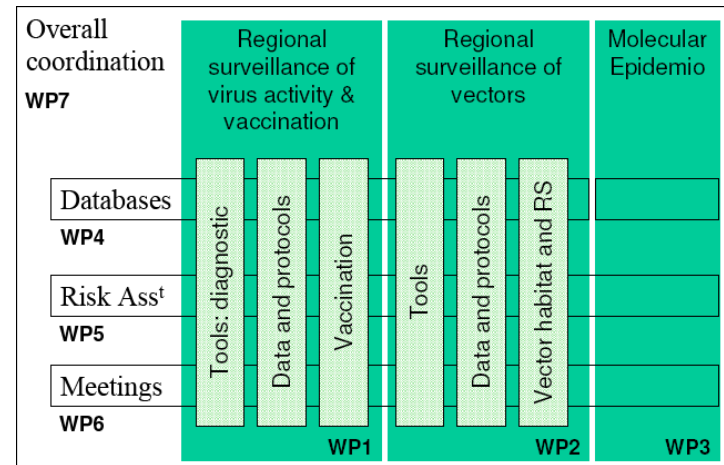 Overall
coordination
WP7
Regional
surveillance of
virus activity &
vaccination
Regional
surveillance of
vectors
Molecular
Epidemio
Databases
WP4
Risk Assᵗ
WP5
Meetings
WP6
Tools: diagnostic
Data and protocols
Vaccination
Tools
Data and protocols
Vector habitat and RS
WP1
WP2
WP3